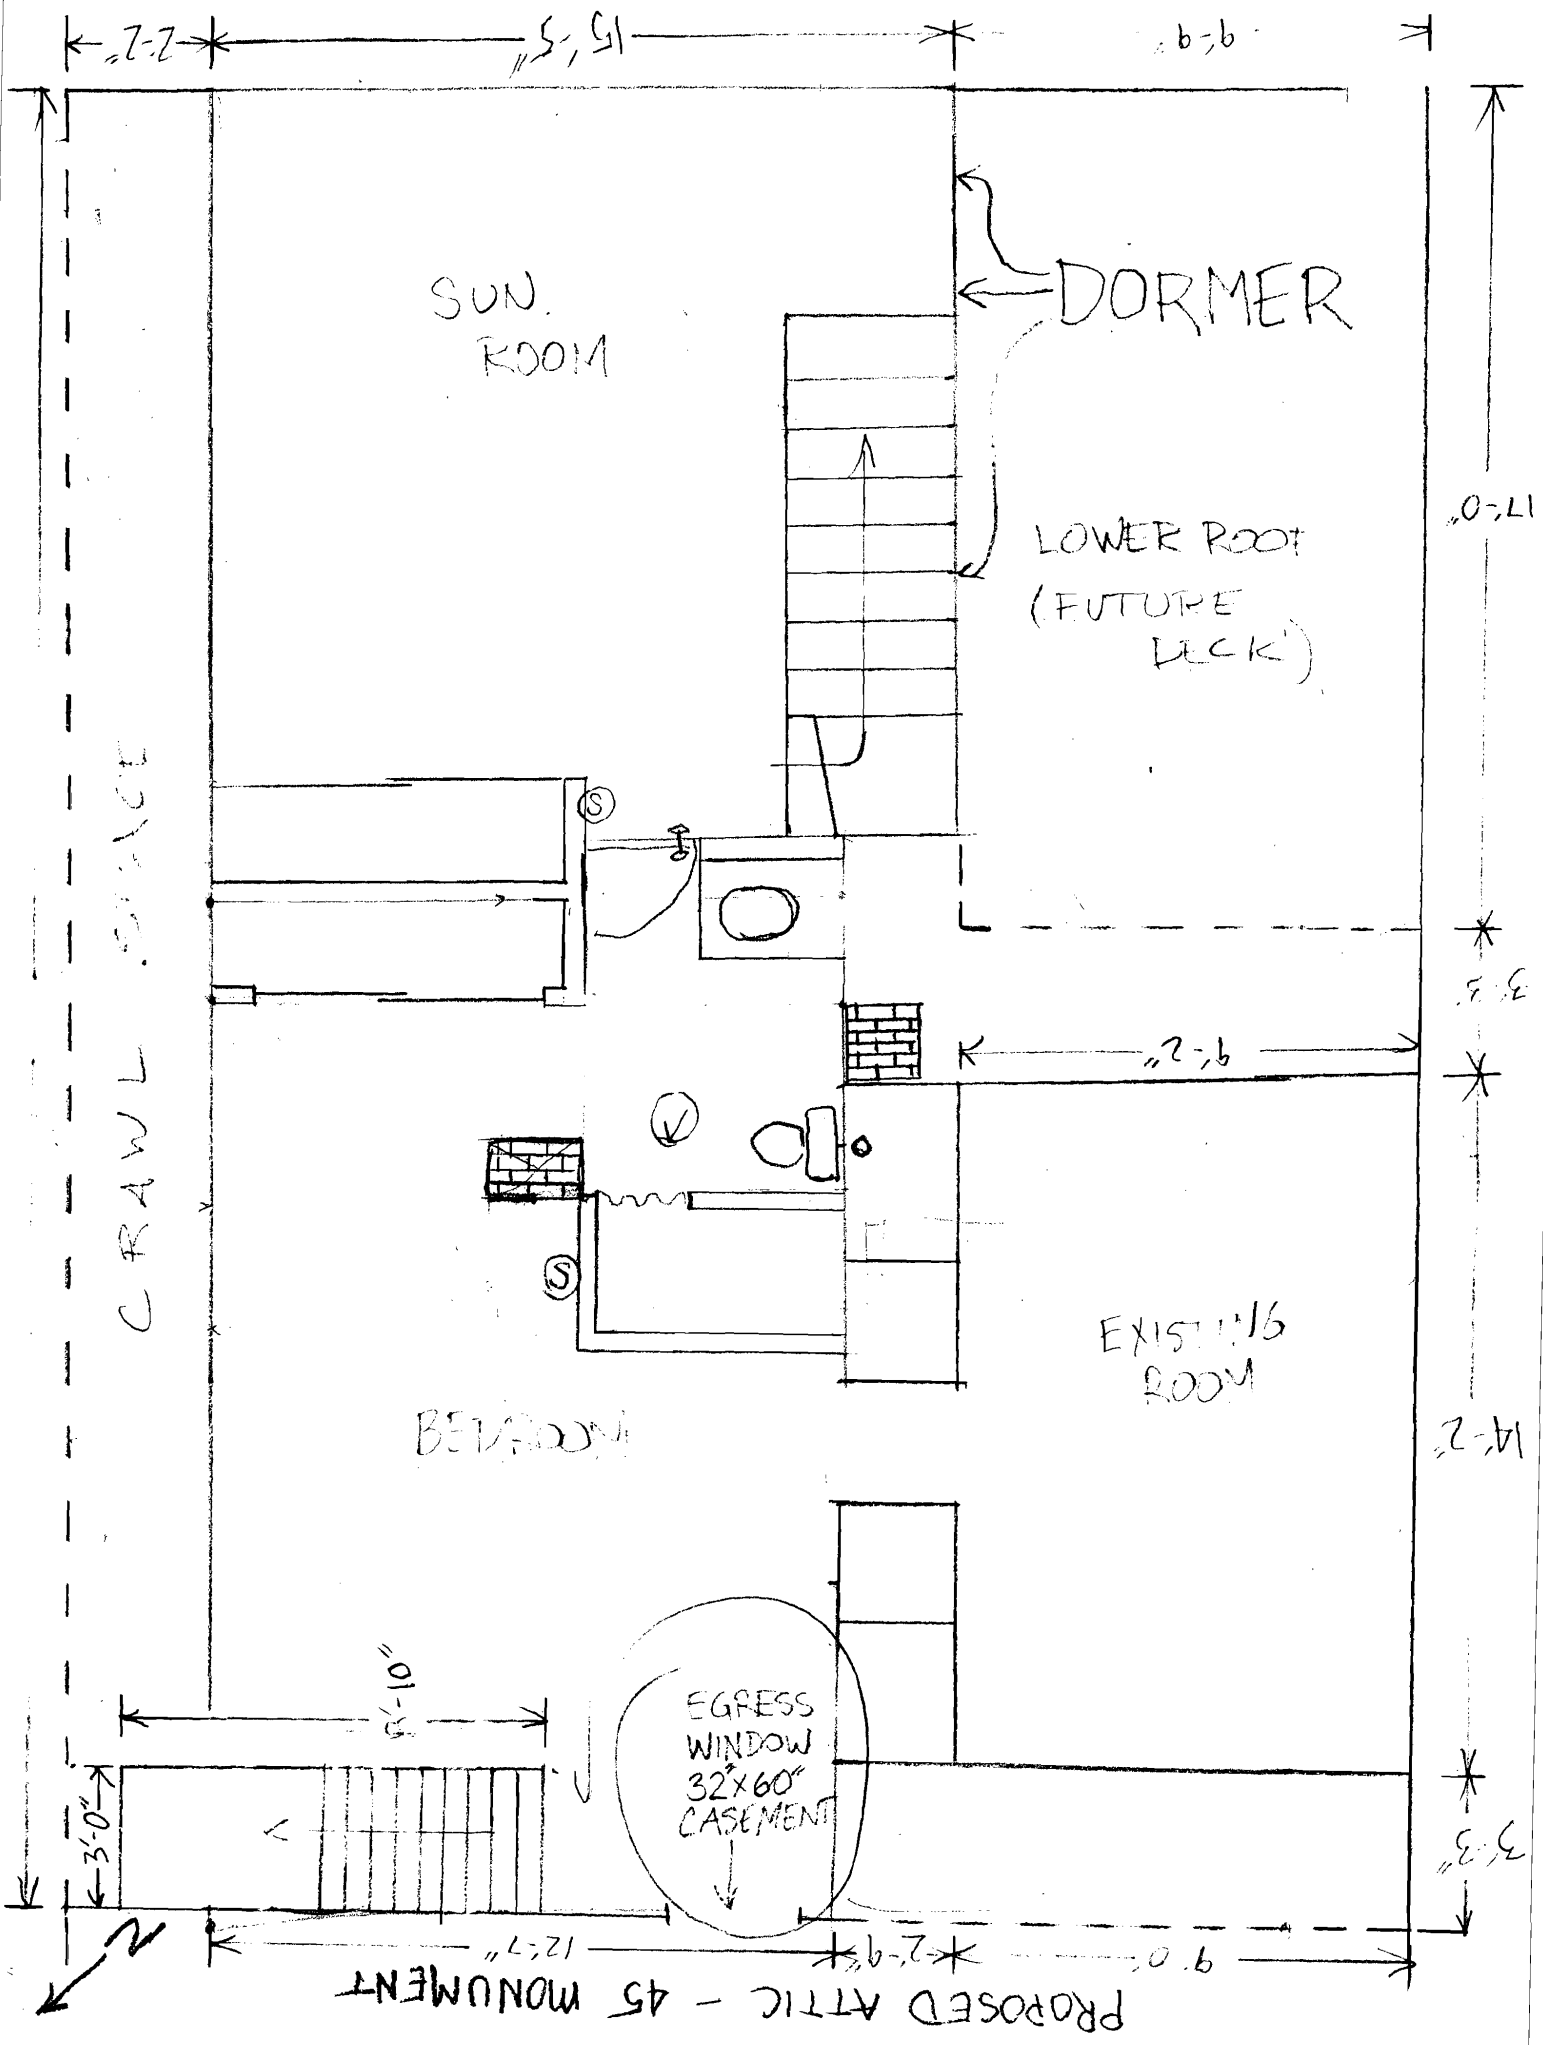 2'-2"
15'-5"
9'-9"
SUN
ROOM
DORMER
LOWER ROOF
(FUTURE
DECK)
17'-0"
CRAWL SPACE
S
3'-3"
9'-2"
S
EXISTING
ROOM
BEDROOM
14'-2"
8'-10"
EGRESS
WINDOW
32"x60"
CASEMENT
3'-0"
3'-3"
N
12'-7"
2'-9"
9'-0"
PROPOSED ATTIC - 45 MONUMENT